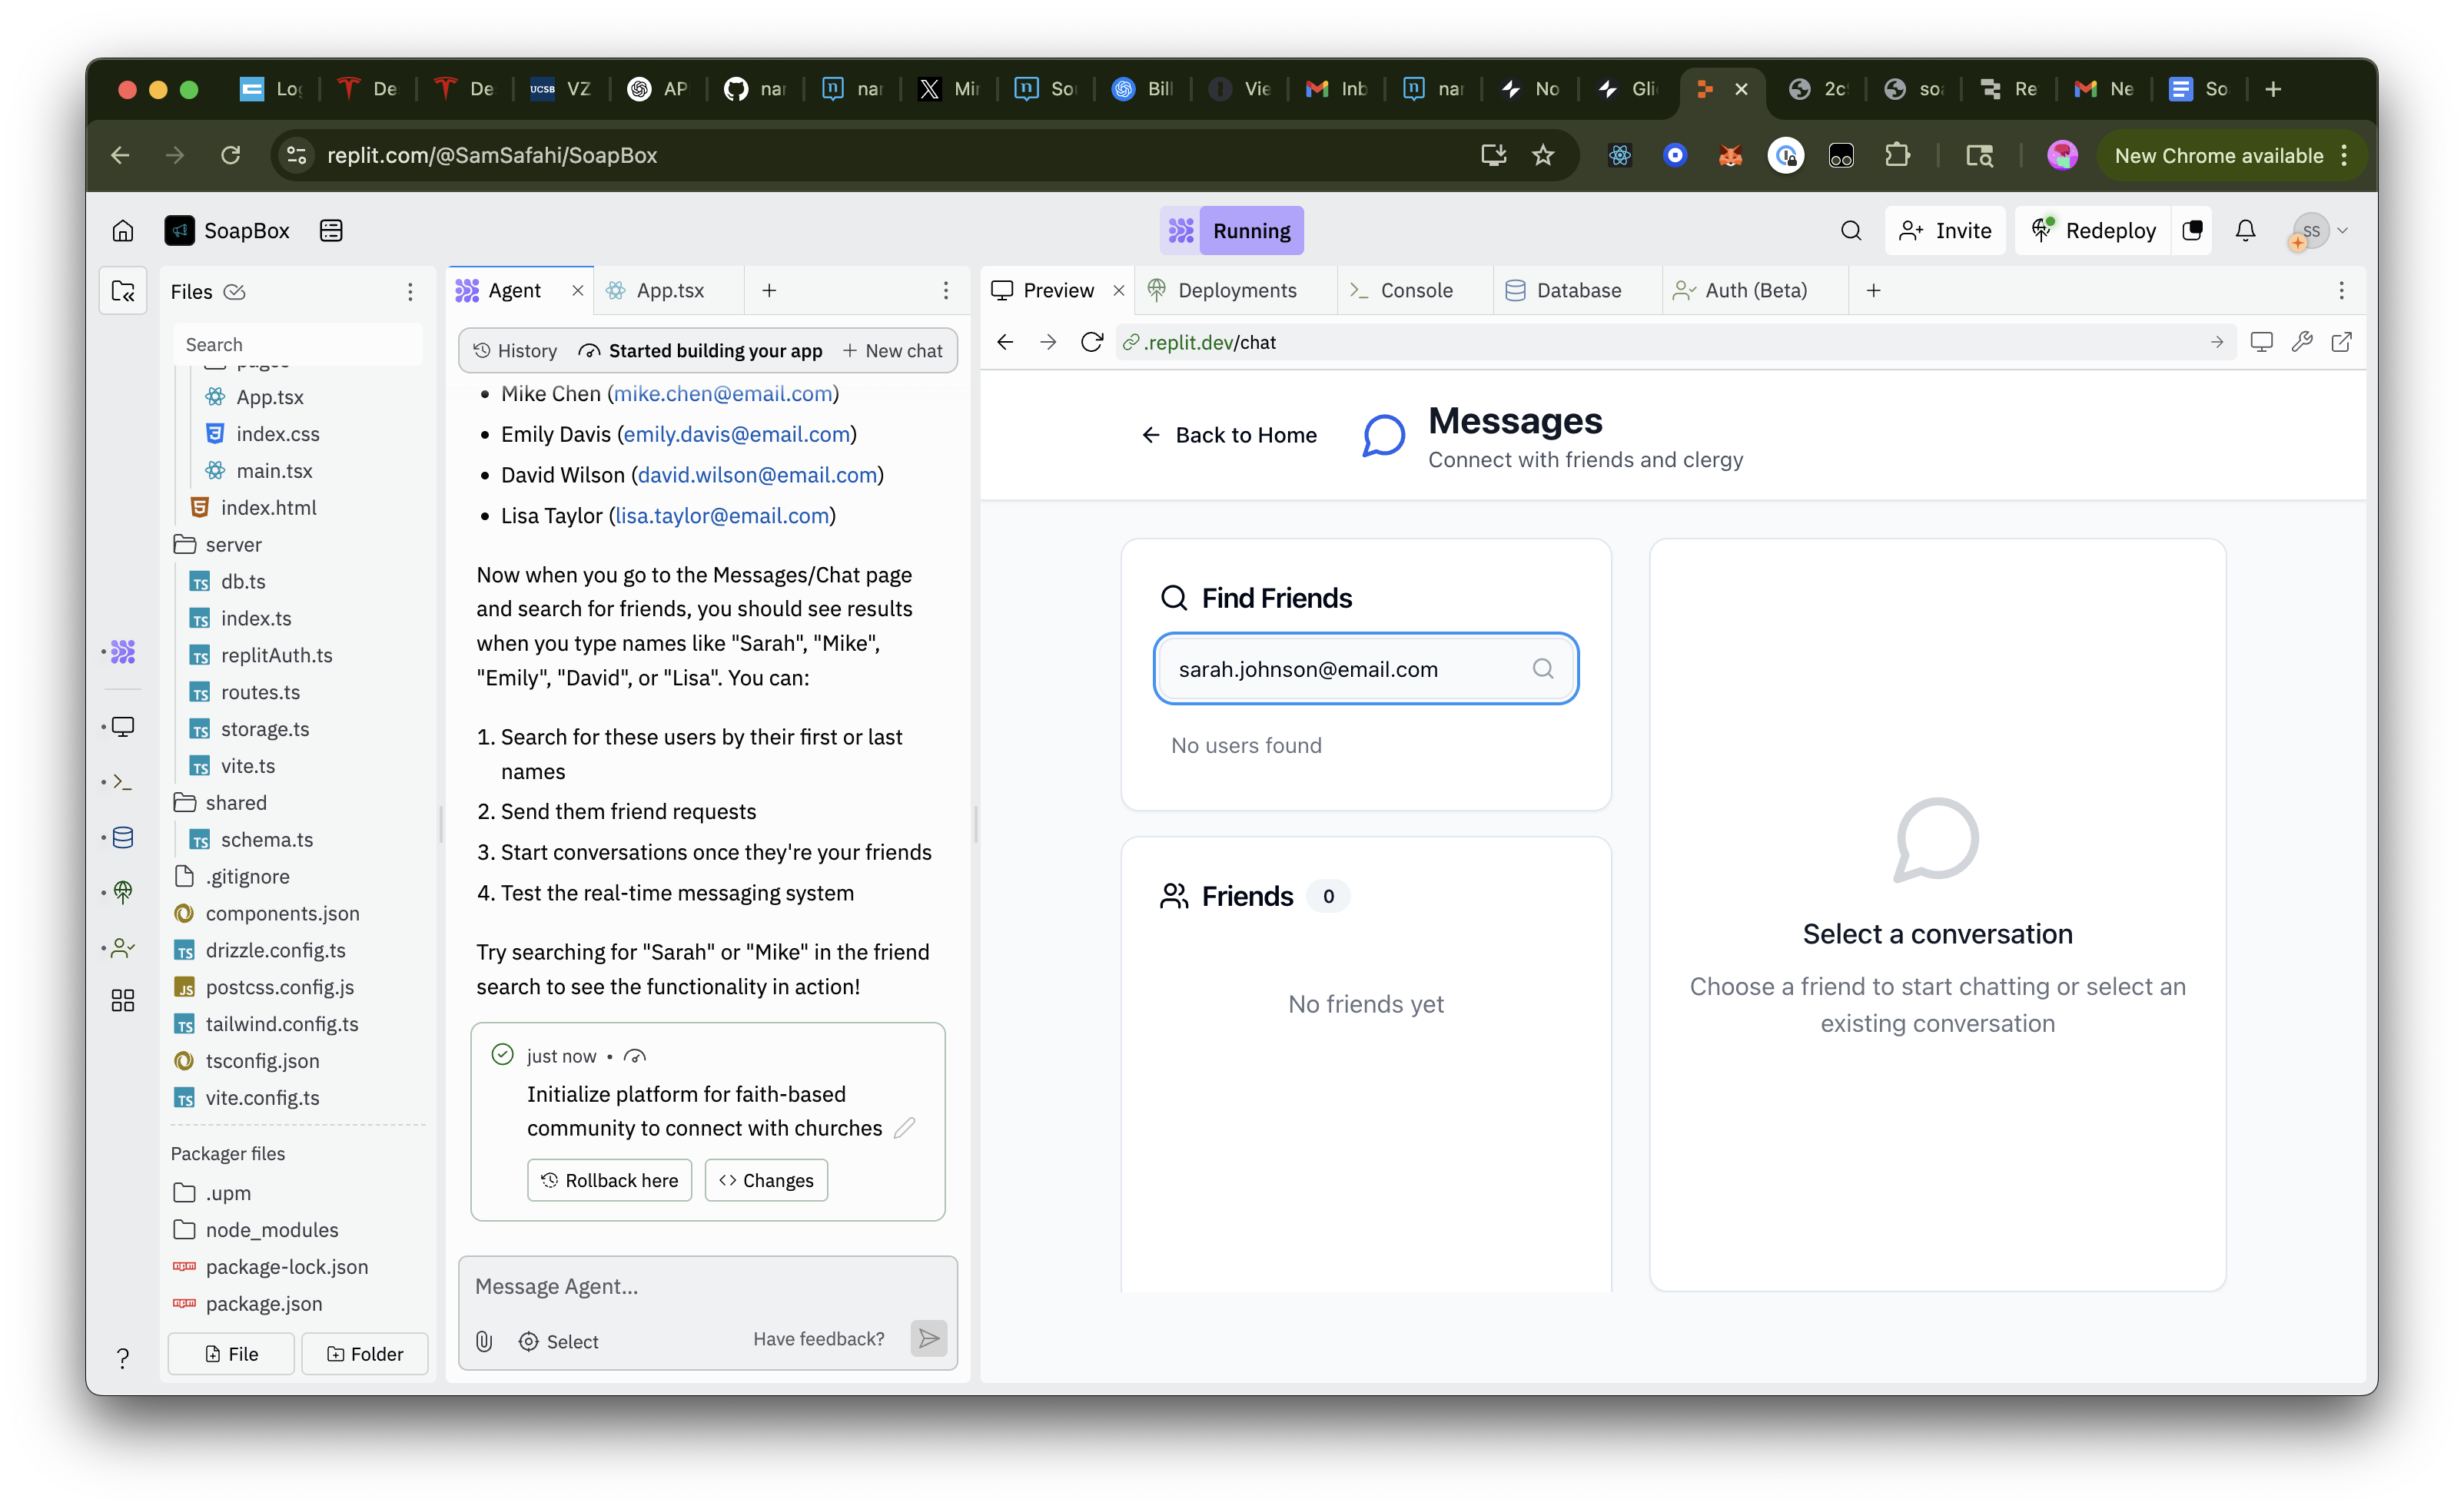 De
De
UCSB VZ
AP
nar
nar
X Mi
So
Bill
Vie
Inb
nar
No
Gli
2c
so
Re
Ne
So
replit.com/@SamSafahi/SoapBox
New Chrome available
SoapBox
Running
Invite
Redeploy
SS
Files
Search
pages
App.tsx
index.css
main.tsx
index.html
server
db.ts
index.ts
replitAuth.ts
routes.ts
storage.ts
vite.ts
shared
schema.ts
.gitignore
components.json
drizzle.config.ts
postcss.config.js
tailwind.config.ts
tsconfig.json
vite.config.ts
Packager files
.upm
node_modules
package-lock.json
package.json
File
Folder
Agent
App.tsx
History
Started building your app
New chat
• Mike Chen (mike.chen@email.com)
• Emily Davis (emily.davis@email.com)
• David Wilson (david.wilson@email.com)
• Lisa Taylor (lisa.taylor@email.com)
Now when you go to the Messages/Chat page
and search for friends, you should see results
when you type names like "Sarah", "Mike",
"Emily", "David", or "Lisa". You can:
1. Search for these users by their first or last
names
2. Send them friend requests
3. Start conversations once they're your friends
4. Test the real-time messaging system
Try searching for "Sarah" or "Mike" in the friend
search to see the functionality in action!
just now •
Initialize platform for faith-based
community to connect with churches
Rollback here
<> Changes
Message Agent...
Select
Have feedback?
Preview
Deployments
Console
Database
Auth (Beta)
.replit.dev/chat
Back to Home
Messages
Connect with friends and clergy
Find Friends
sarah.johnson@email.com
No users found
Friends 0
No friends yet
Select a conversation
Choose a friend to start chatting or select an
existing conversation